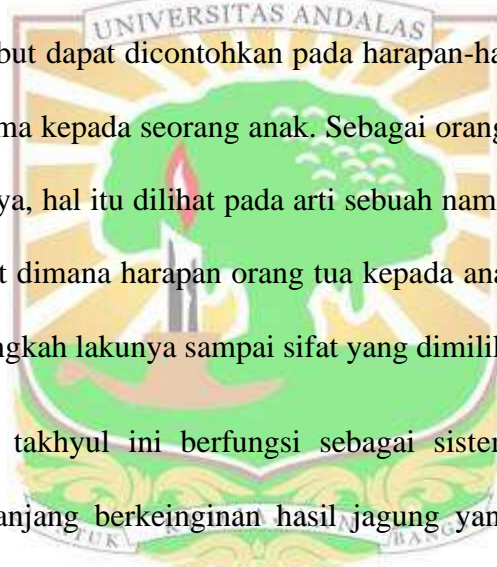 UNIVERSITAS ANDALAS
but dapat dicontohkan pada harapan-ha
ma kepada seorang anak. Sebagai orang
ya, hal itu dilihat pada arti sebuah nam
t dimana harapan orang tua kepada ana
ngkah lakunya sampai sifat yang dimilik
takhyul ini berfungsi sebagai sister
anjang berkeinginan hasil jagung yan
UNTUK
BANGSA